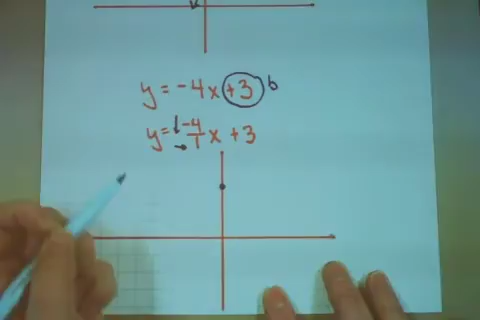 y = -4x +3 b
y = -4/1 x + 3